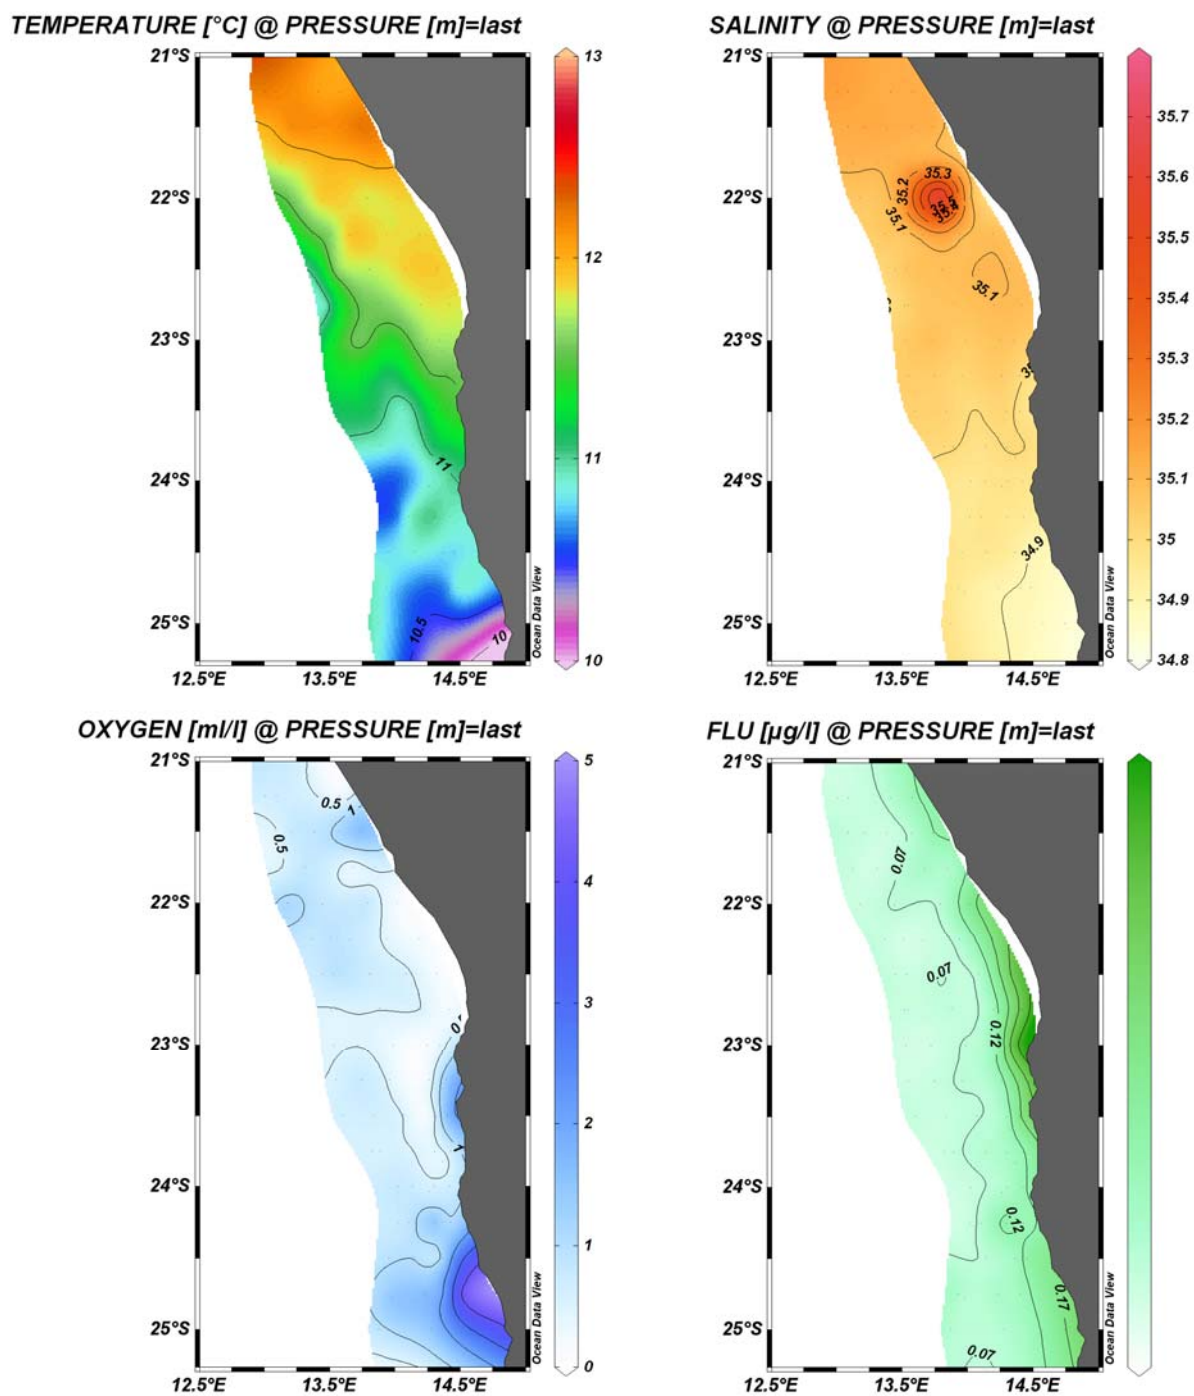 TEMPERATURE [°C] @ PRESSURE [m]=last
21°S
22°S
23°S
24°S
25°S
12.5°E 13.5°E 14.5°E
13
12
11
10
11
10.5
10
Ocean Data View
SALINITY @ PRESSURE [m]=last
21°S
22°S
23°S
24°S
25°S
12.5°E 13.5°E 14.5°E
35.7
35.6
35.5
35.4
35.3
35.2
35.1
35
34.9
34.8
35.3
35.2
35.1
35.1
34.9
Ocean Data View
OXYGEN [ml/l] @ PRESSURE [m]=last
21°S
22°S
23°S
24°S
25°S
12.5°E 13.5°E 14.5°E
5
4
3
2
1
0
0.5
1
0.5
1
Ocean Data View
FLU [µg/l] @ PRESSURE [m]=last
21°S
22°S
23°S
24°S
25°S
12.5°E 13.5°E 14.5°E
0.07
0.07
0.12
0.12
0.17
0.07
Ocean Data View